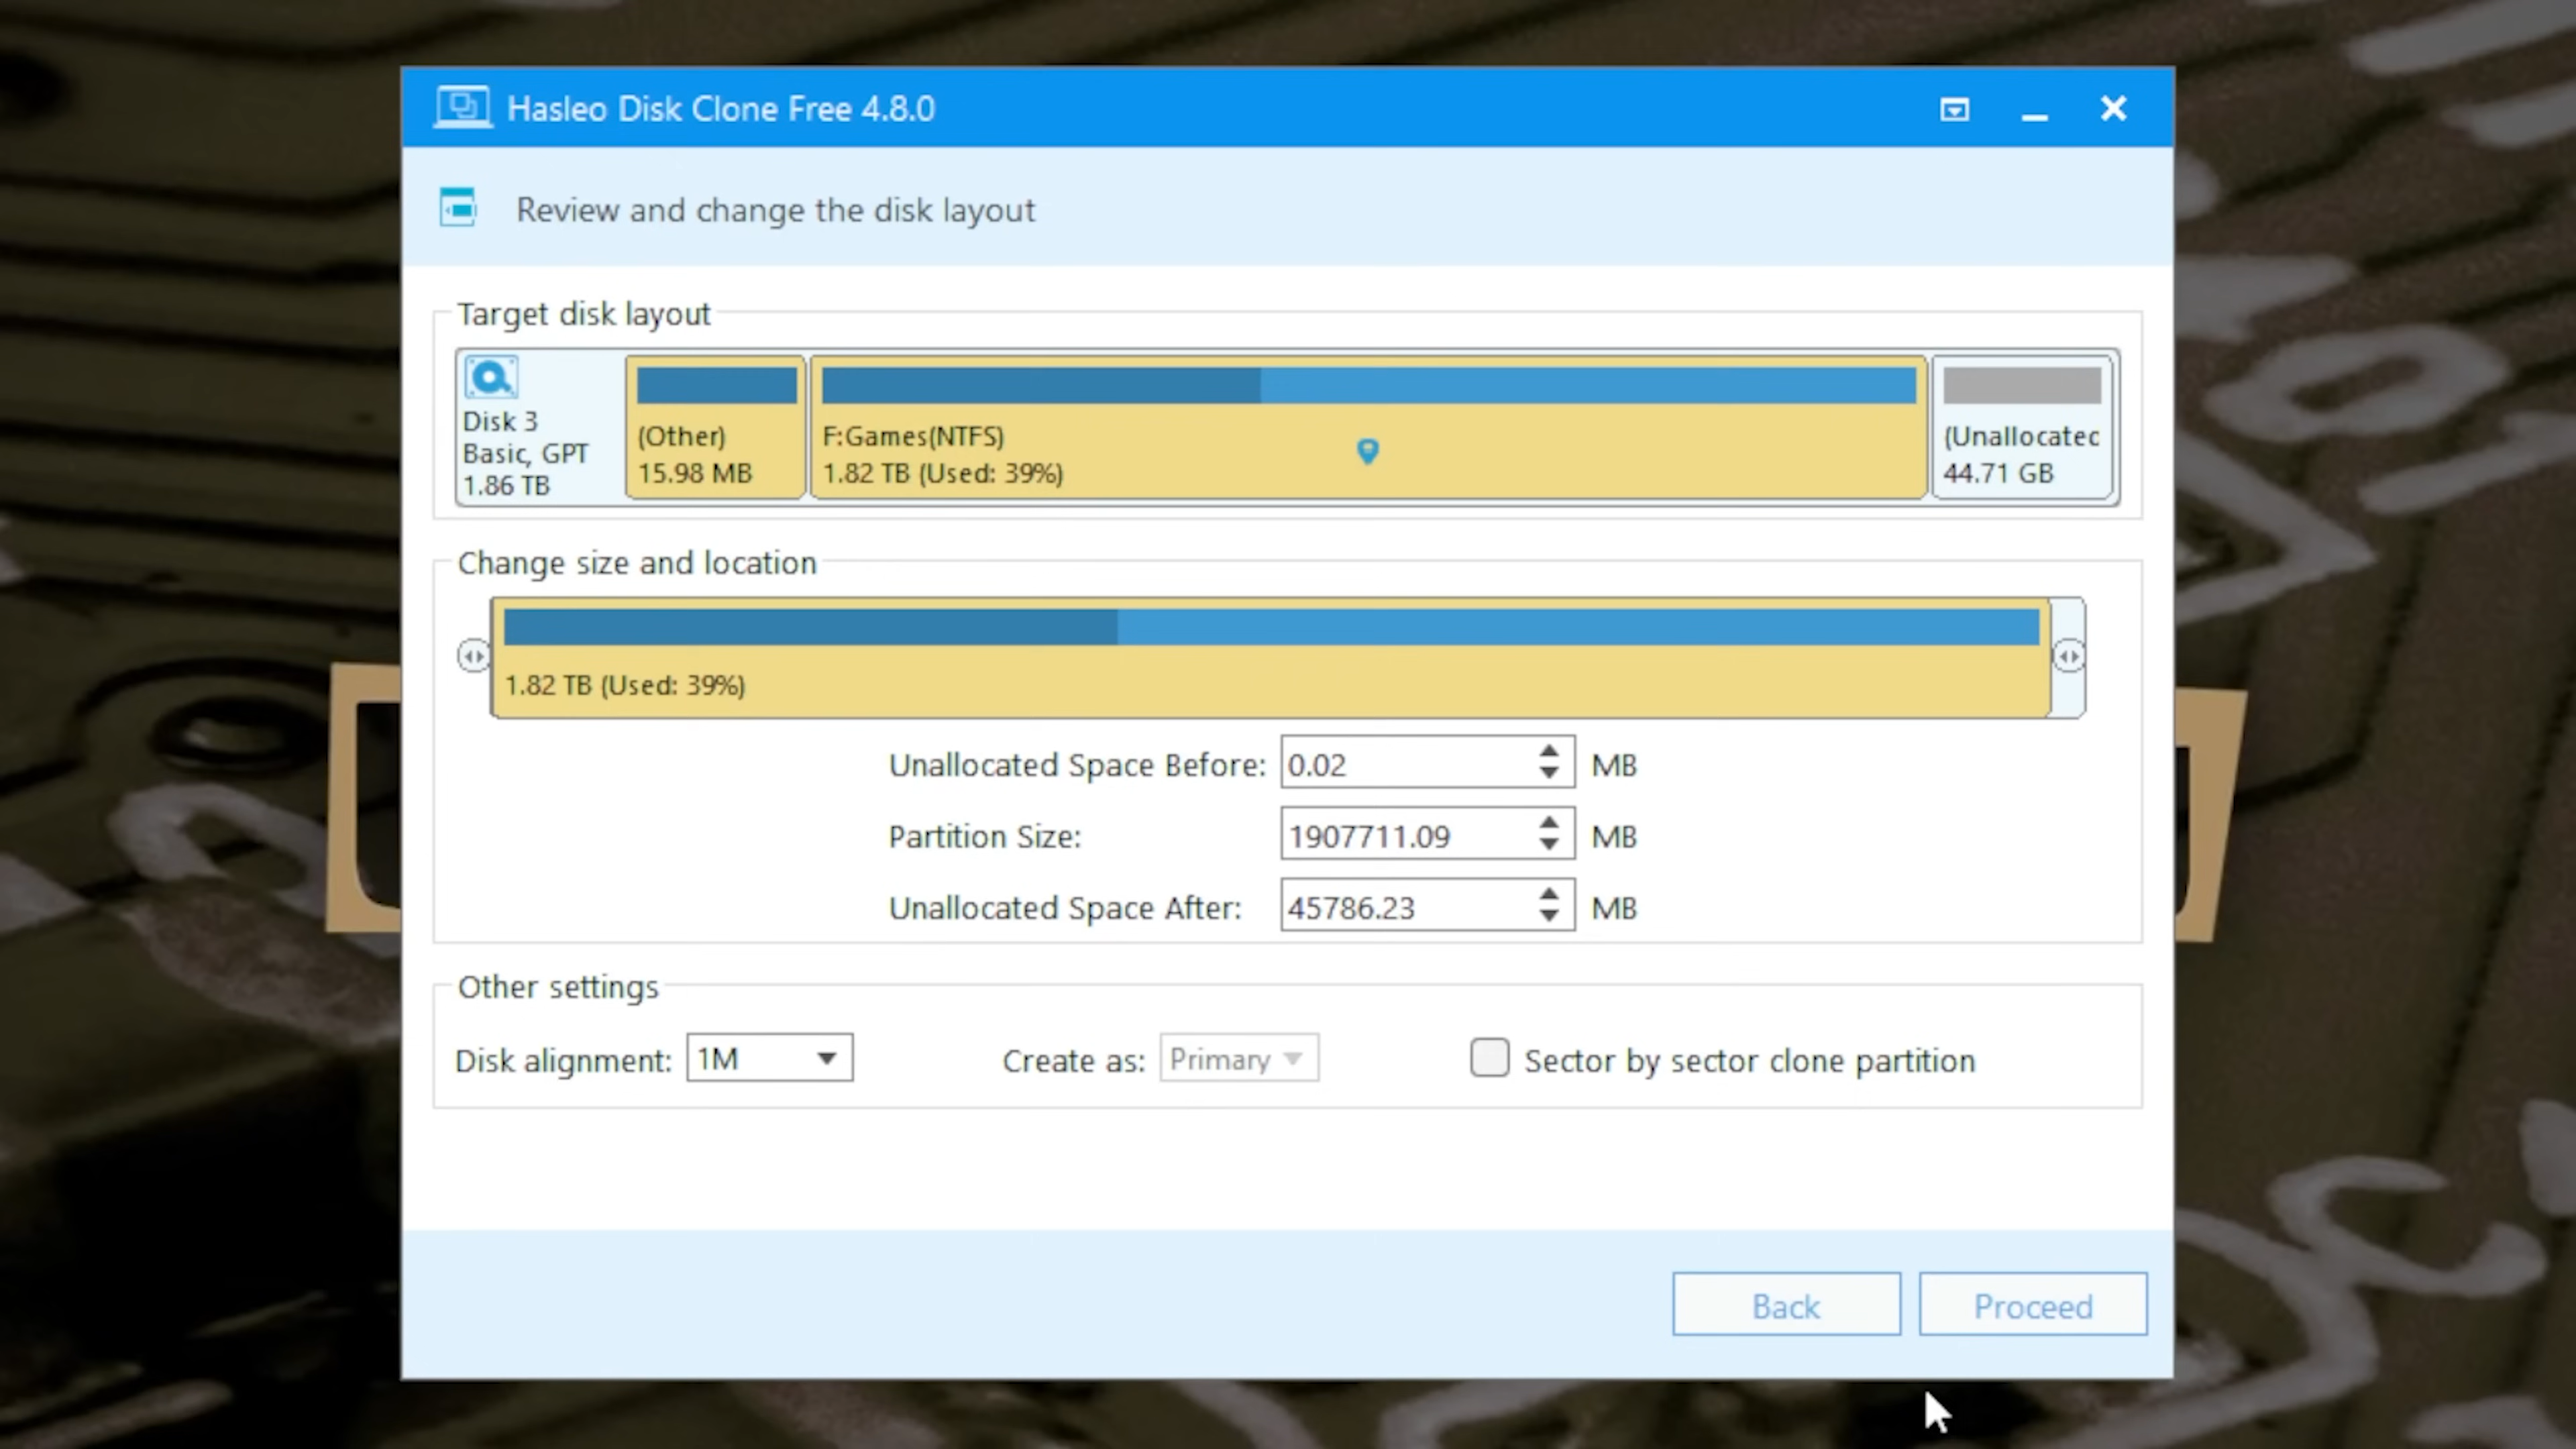 Hasleo Disk Clone Free 4.8.0
Review and change the disk layout
Target disk layout
Disk 3
Basic, GPT
1.86 TB
(Other)
15.98 MB
F:Games(NTFS)
1.82 TB (Used: 39%)
(Unallocated
44.71 GB
Change size and location
1.82 TB (Used: 39%)
Unallocated Space Before: 0.02 MB
Partition Size: 1907711.09 MB
Unallocated Space After: 45786.23 MB
Other settings
Disk alignment: 1M Create as: Primary Sector by sector clone partition
Back Proceed